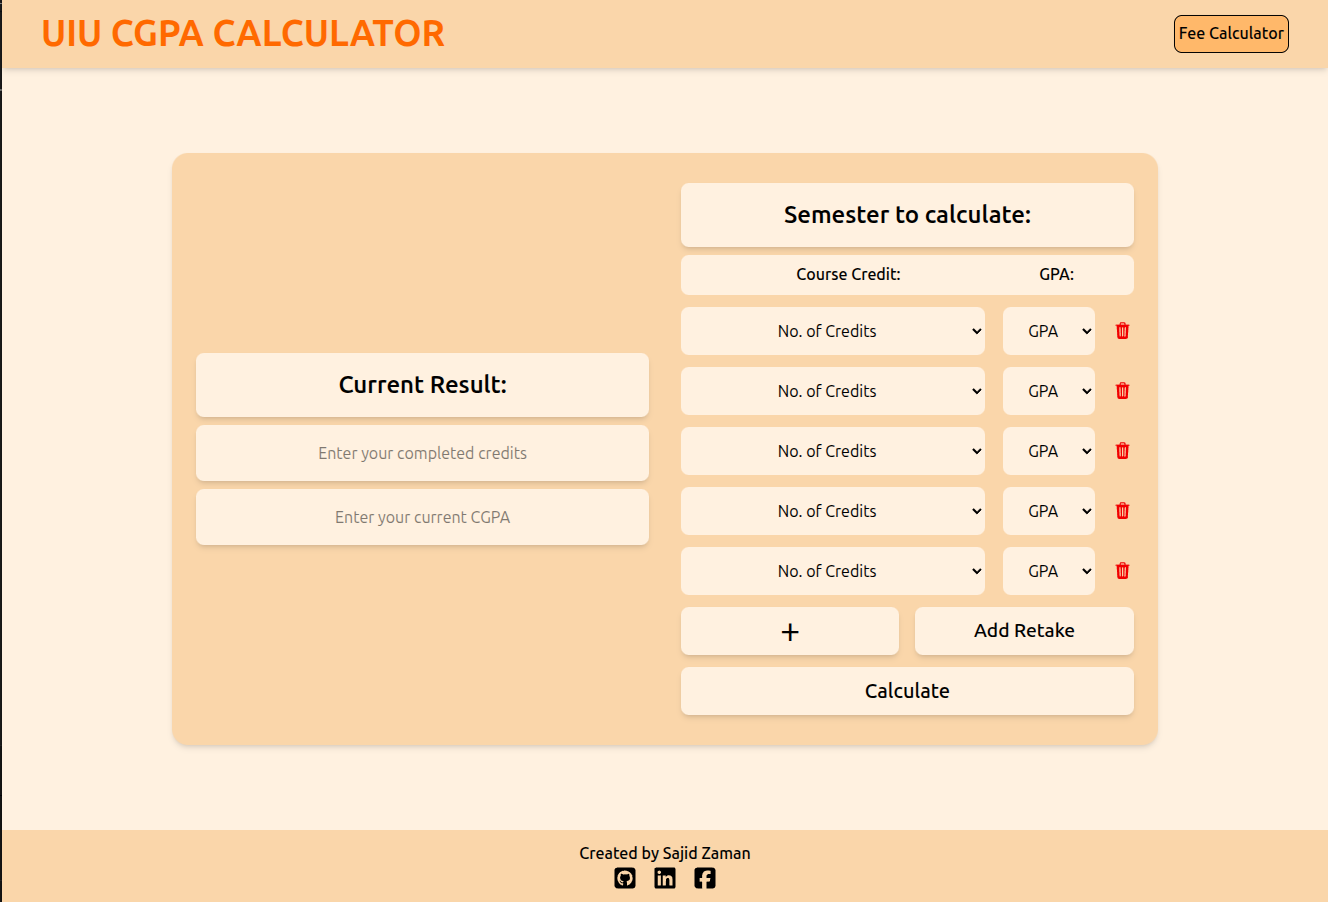 UIU CGPA CALCULATOR
Fee Calculator
Current Result:
Enter your completed credits
Enter your current CGPA
Semester to calculate:
Course Credit: GPA:
No. of Credits GPA
No. of Credits GPA
No. of Credits GPA
No. of Credits GPA
No. of Credits GPA
+ Add Retake
Calculate
Created by Sajid Zaman